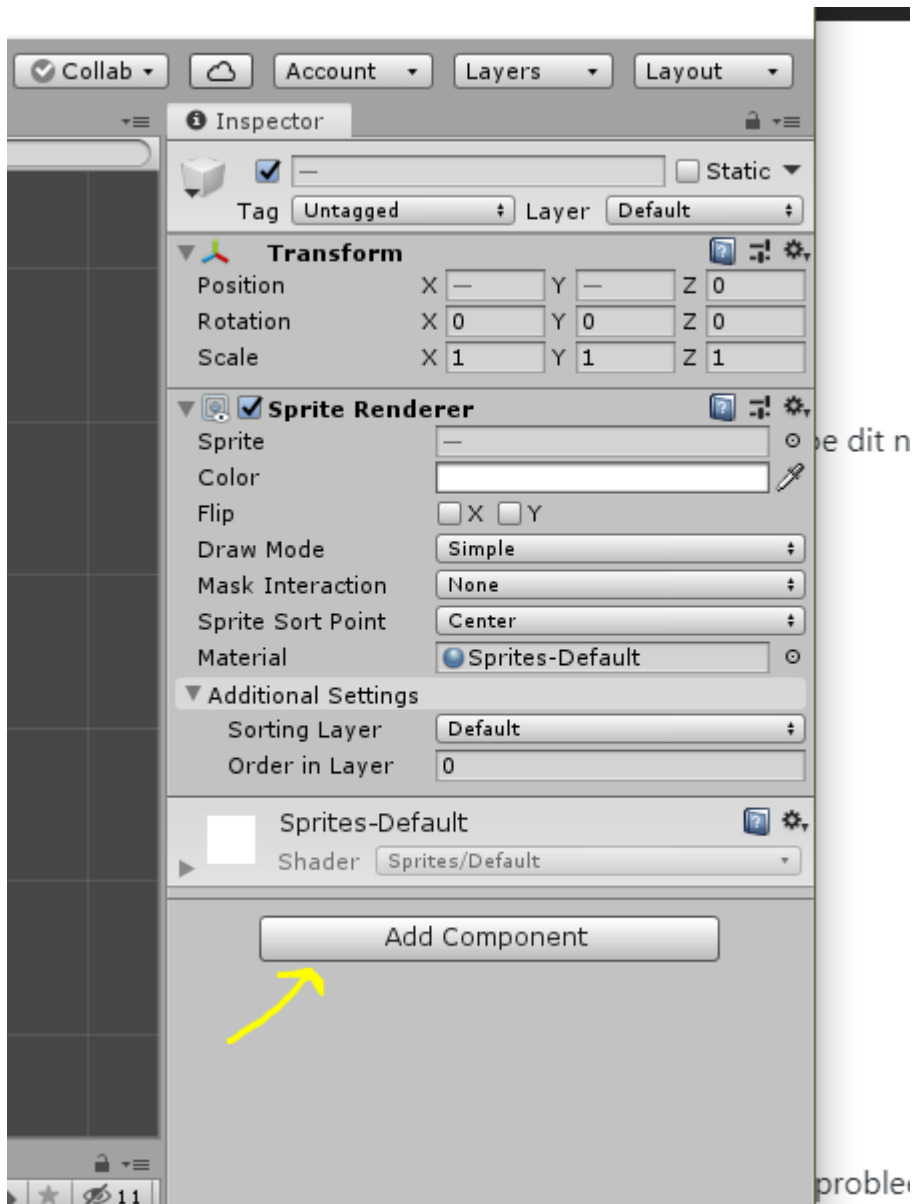 Collab Account Layers Layout
Inspector
— Static
Tag Untagged Layer Default
Transform
Position X — Y — Z 0
Rotation X 0 Y 0 Z 0
Scale X 1 Y 1 Z 1
Sprite Renderer
Sprite —
Color
Flip X Y
Draw Mode Simple
Mask Interaction None
Sprite Sort Point Center
Material Sprites-Default
Additional Settings
Sorting Layer Default
Order in Layer 0
Sprites-Default
Shader Sprites/Default
Add Component
11
dit